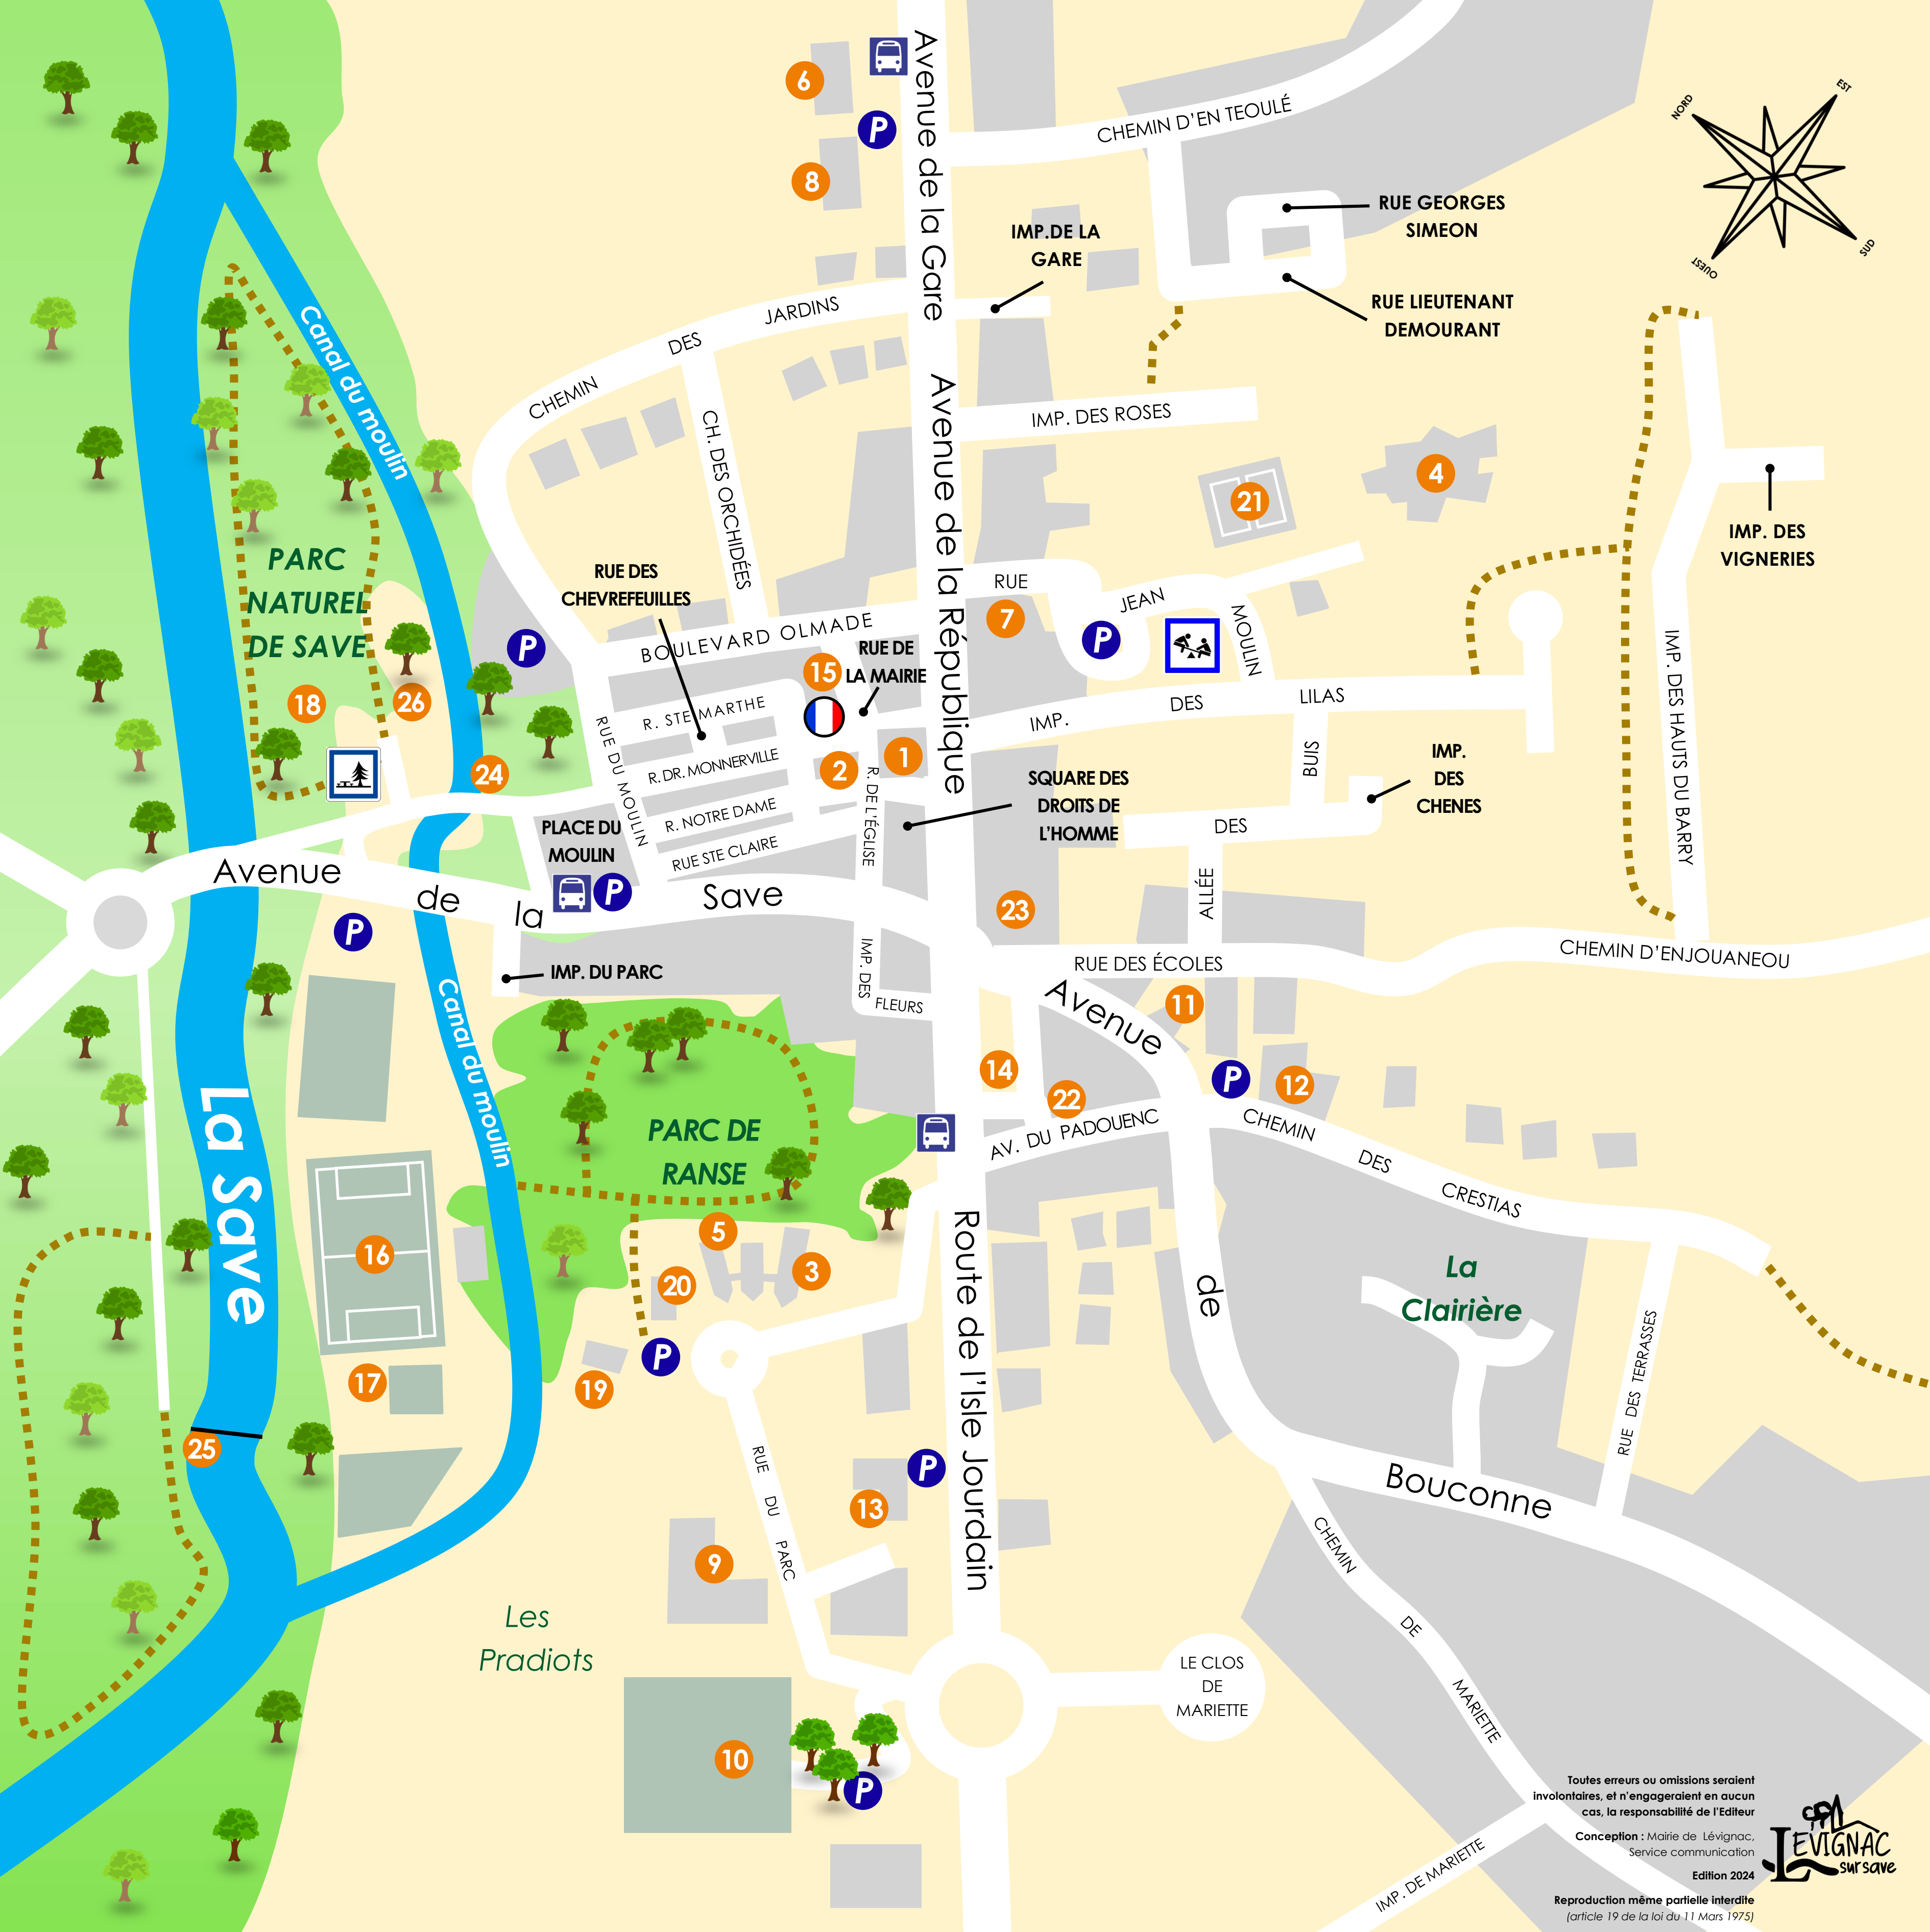 6
Avenue de la Gare
P
CHEMIN D'EN TEOULÉ
NORD
EST
SUD
OUEST
8
RUE GEORGES
SIMEON
IMP.DE LA
GARE
RUE LIEUTENANT
DEMOURANT
CHEMIN DES JARDINS
Canal du moulin
CH. DES ORCHIDÉES
Avenue de la République
IMP. DES ROSES
21
4
IMP. DES
VIGNERIES
PARC
NATUREL
DE SAVE
RUE DES
CHEVREFEUILLES
RUE JEAN MOULIN
7
P
P
BOULEVARD OLMADE
RUE DE
LA MAIRIE
15
18
26
R. STE MARTHE
RUE DU MOULIN
R. DR. MONNERVILLE
R. NOTRE DAME
RUE STE CLAIRE
2
1
R. DE L'ÉGLISE
24
IMP. DES LILAS
BUIS
IMP.
DES
CHENES
IMP. DES HAUTS DU BARRY
SQUARE DES
DROITS DE
L'HOMME
ALLÉE DES
PLACE DU
MOULIN
P
Avenue de la Save
P
23
IMP. DU PARC
IMP. DES FLEURS
RUE DES ÉCOLES
CHEMIN D'ENJOUANEOU
Canal du moulin
La Save
11
Avenue de Bouconne
14
22
P
12
AV. DU PADOUENC
CHEMIN DES CRESTIAS
PARC DE
RANSE
5
3
20
16
17
19
P
25
Route de l'Isle Jourdain
La
Clairière
RUE DES TERRASSES
RUE DU PARC
P
13
9
Les
Pradiots
CHEMIN DE MARIETTE
LE CLOS
DE
MARIETTE
10
P
IMP. DE MARIETTE
Toutes erreurs ou omissions seraient
involontaires, et n'engageraient en aucun
cas, la responsabilité de l'Editeur
Conception : Mairie de Lévignac,
Service communication
Edition 2024
Reproduction même partielle interdite
(article 19 de la loi du 11 Mars 1975)
LEVIGNAC
sur save